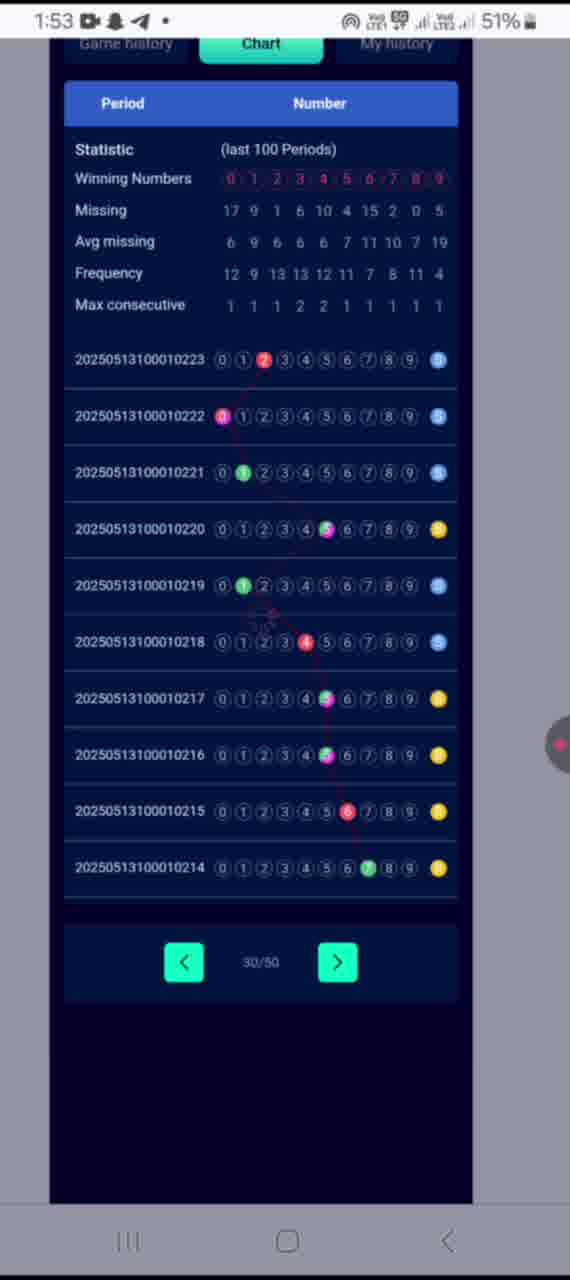 1:53 51%
Game history Chart My history
Period Number
Statistic (last 100 Periods)
Winning Numbers 0 1 2 3 4 5 6 7 8 9
Missing 17 9 1 6 10 4 15 2 0 5
Avg missing 6 9 6 6 6 7 11 10 7 19
Frequency 12 9 13 13 12 11 7 8 11 4
Max consecutive 1 1 1 2 2 1 1 1 1 1
20250513100010223 0 1 2 3 4 5 6 7 8 9 S
20250513100010222 0 1 2 3 4 5 6 7 8 9 S
20250513100010221 0 1 2 3 4 5 6 7 8 9 S
20250513100010220 0 1 2 3 4 5 6 7 8 9 B
20250513100010219 0 1 2 3 4 5 6 7 8 9 S
20250513100010218 0 1 2 3 4 5 6 7 8 9 S
20250513100010217 0 1 2 3 4 5 6 7 8 9 B
20250513100010216 0 1 2 3 4 5 6 7 8 9 B
20250513100010215 0 1 2 3 4 5 6 7 8 9 B
20250513100010214 0 1 2 3 4 5 6 7 8 9 B
30/50